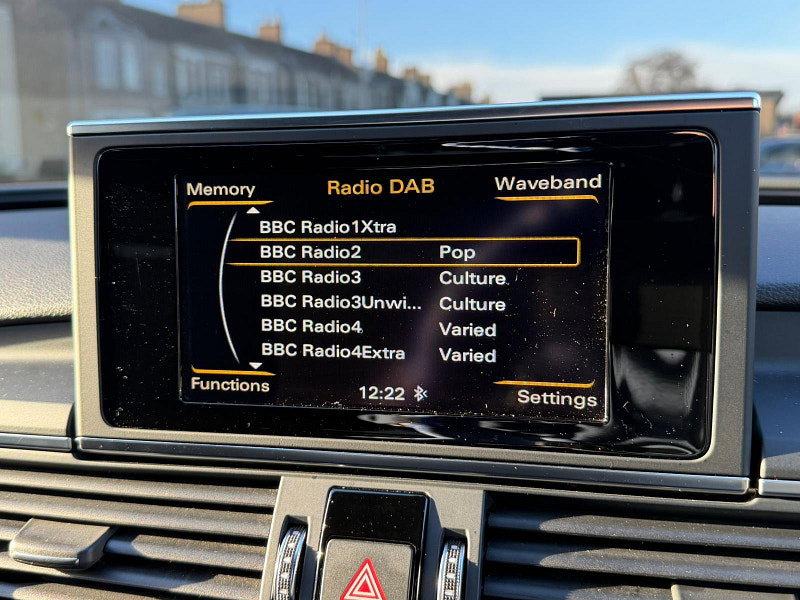 Memory Radio DAB Waveband
BBC Radio1Xtra
BBC Radio2 Pop
BBC Radio3 Culture
BBC Radio3Unwi... Culture
BBC Radio4 Varied
BBC Radio4Extra Varied
Functions 12:22 Settings